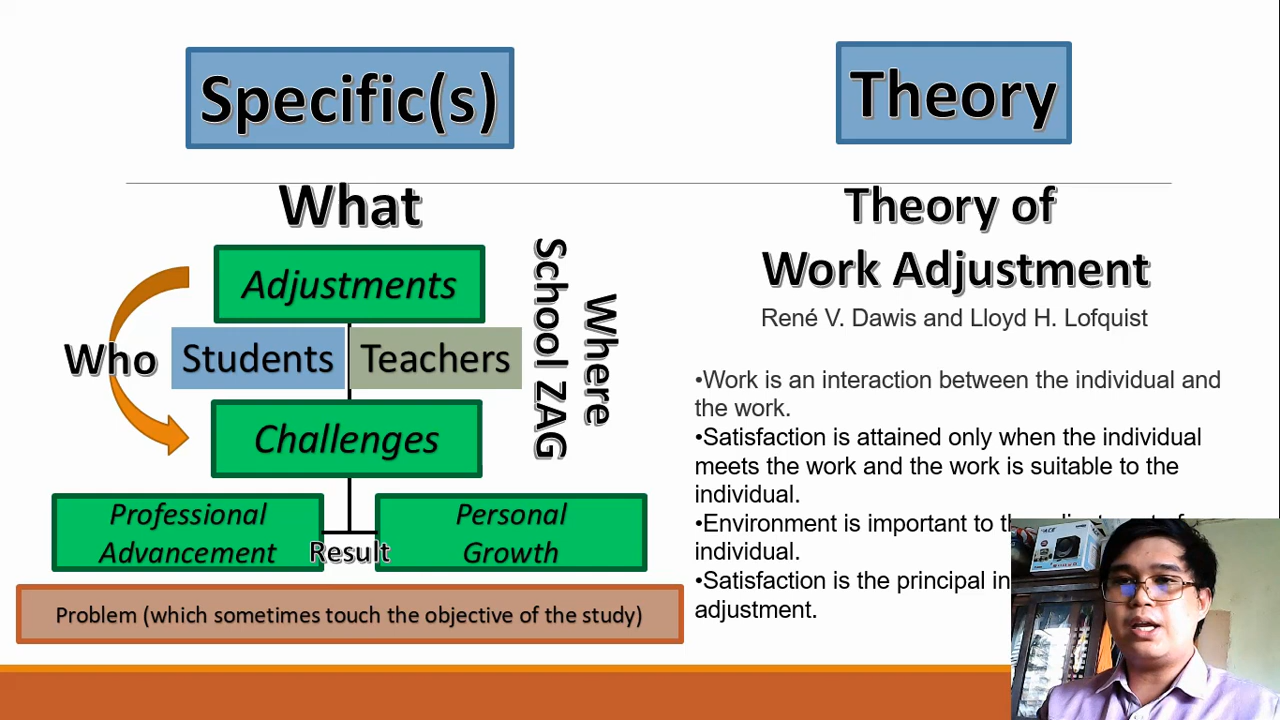 Specific(s)
What
Adjustments
Who
Students
Teachers
Challenges
Professional
Advancement
Result
Personal
Growth
Where
School ZAG
Problem (which sometimes touch the objective of the study)
Theory
Theory of
Work Adjustment
René V. Dawis and Lloyd H. Lofquist
•Work is an interaction between the individual and
the work.
•Satisfaction is attained only when the individual
meets the work and the work is suitable to the
individual.
•Environment is important to
individual.
•Satisfaction is the principal
adjustment.